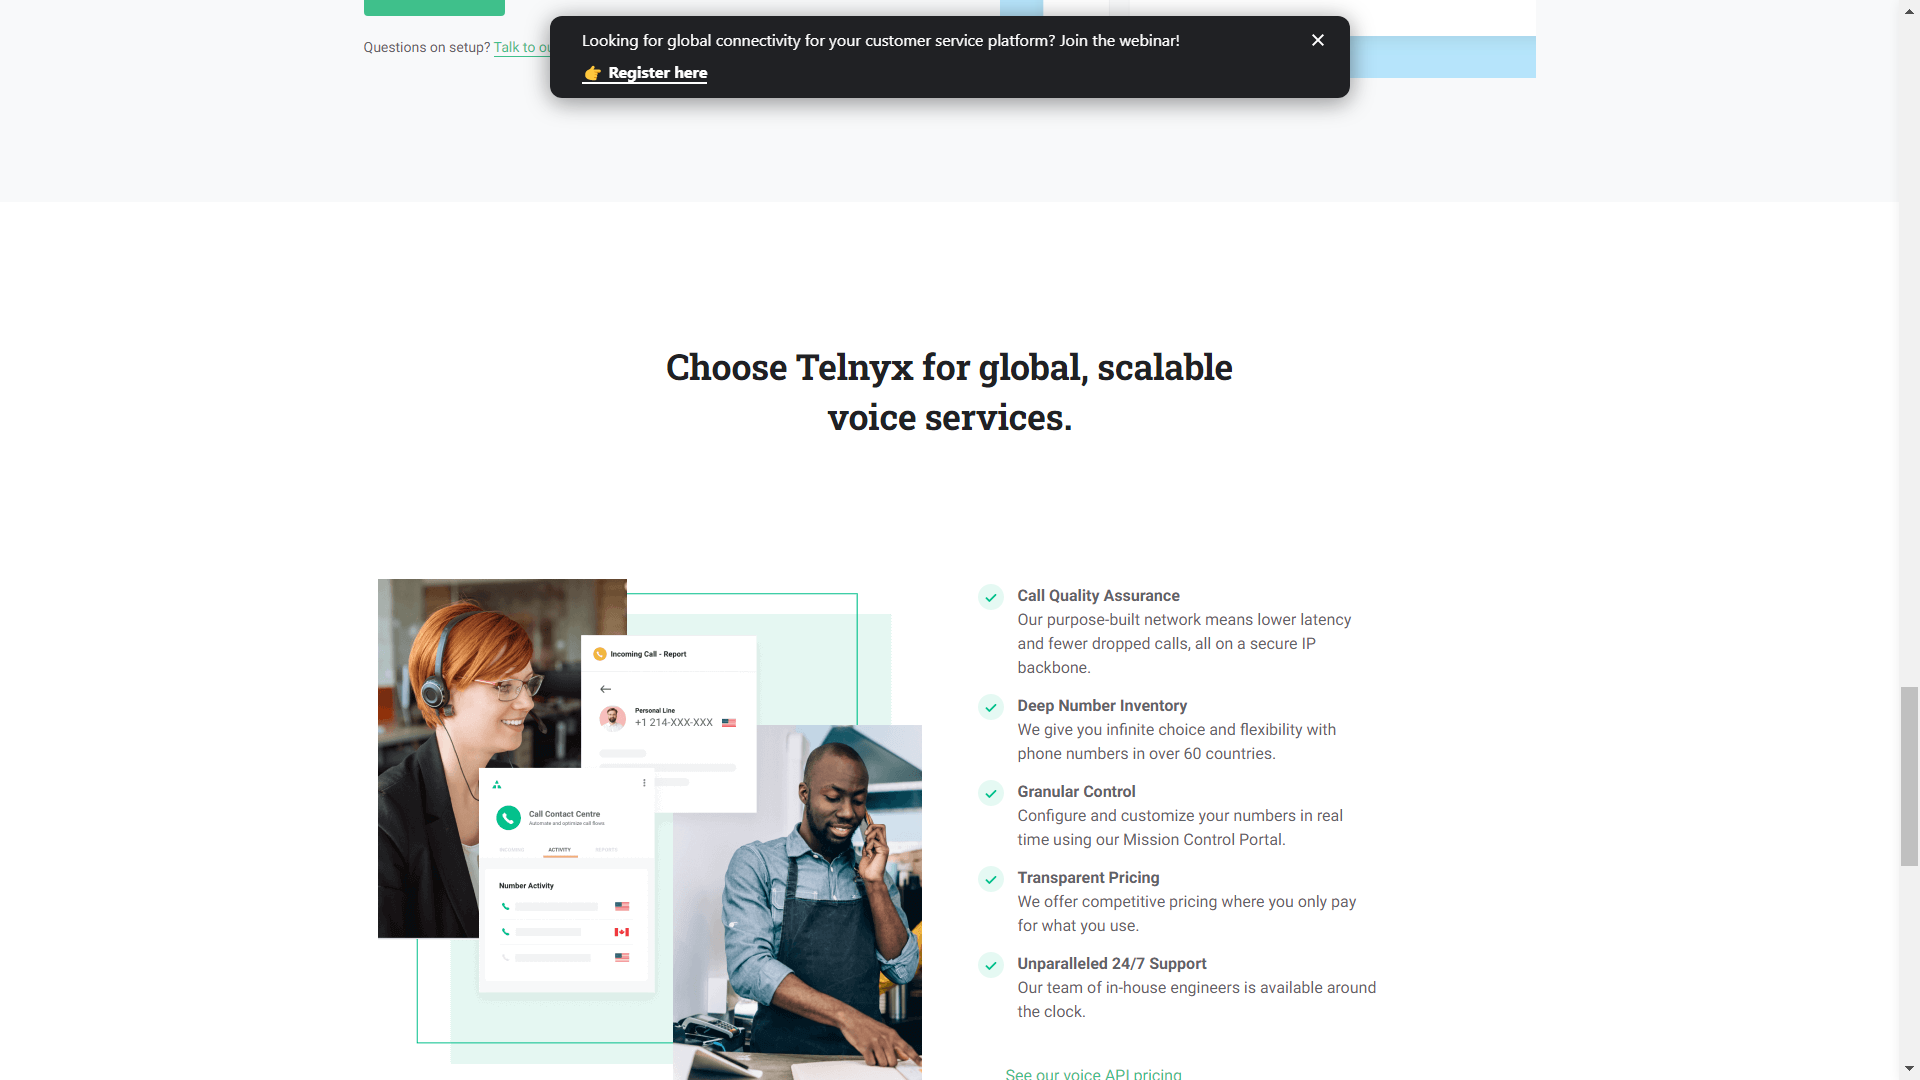 Questions on setup? Talk to
Looking for global connectivity for your customer service platform? Join the webinar!
👉 Register here
Choose Telnyx for global, scalable
voice services.
Incoming Call - Report
Personal Line
+1 214-XXX-XXX
Call Contact Centre
Automate and optimize call flows
INCOMING ACTIVITY REPORTS
Number Activity
Call Quality Assurance
Our purpose-built network means lower latency
and fewer dropped calls, all on a secure IP
backbone.
Deep Number Inventory
We give you infinite choice and flexibility with
phone numbers in over 60 countries.
Granular Control
Configure and customize your numbers in real
time using our Mission Control Portal.
Transparent Pricing
We offer competitive pricing where you only pay
for what you use.
Unparalleled 24/7 Support
Our team of in-house engineers is available around
the clock.
See our voice API pricing